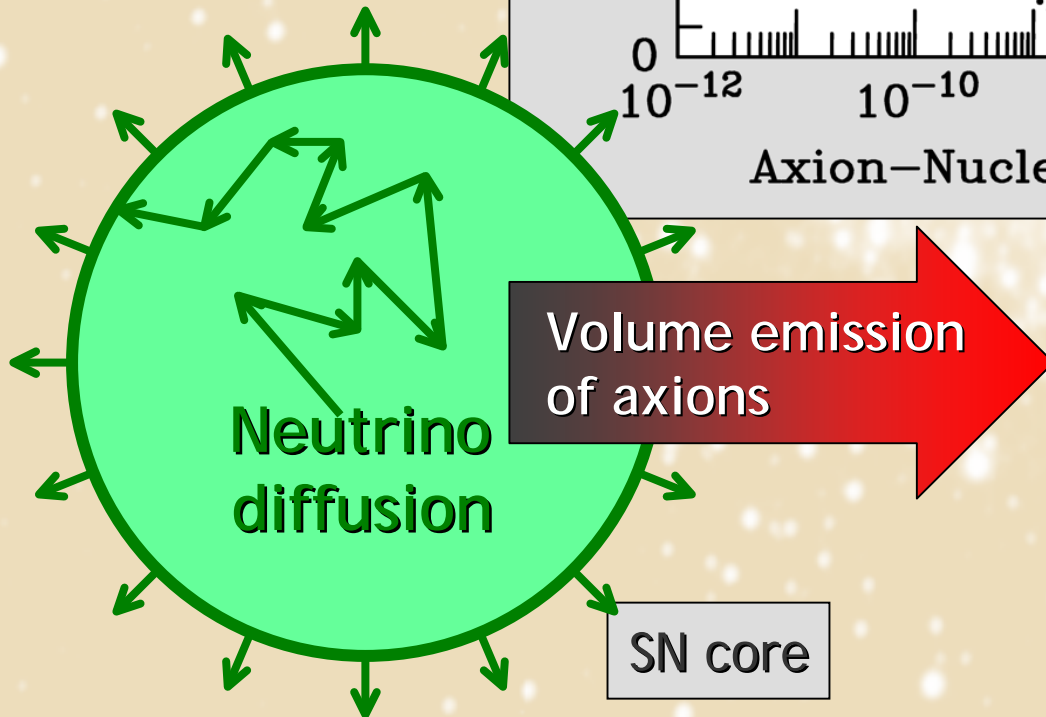 0
10⁻¹² 10⁻¹⁰
Axion–Nucle
Volume emission
of axions
Neutrino
diffusion
SN core